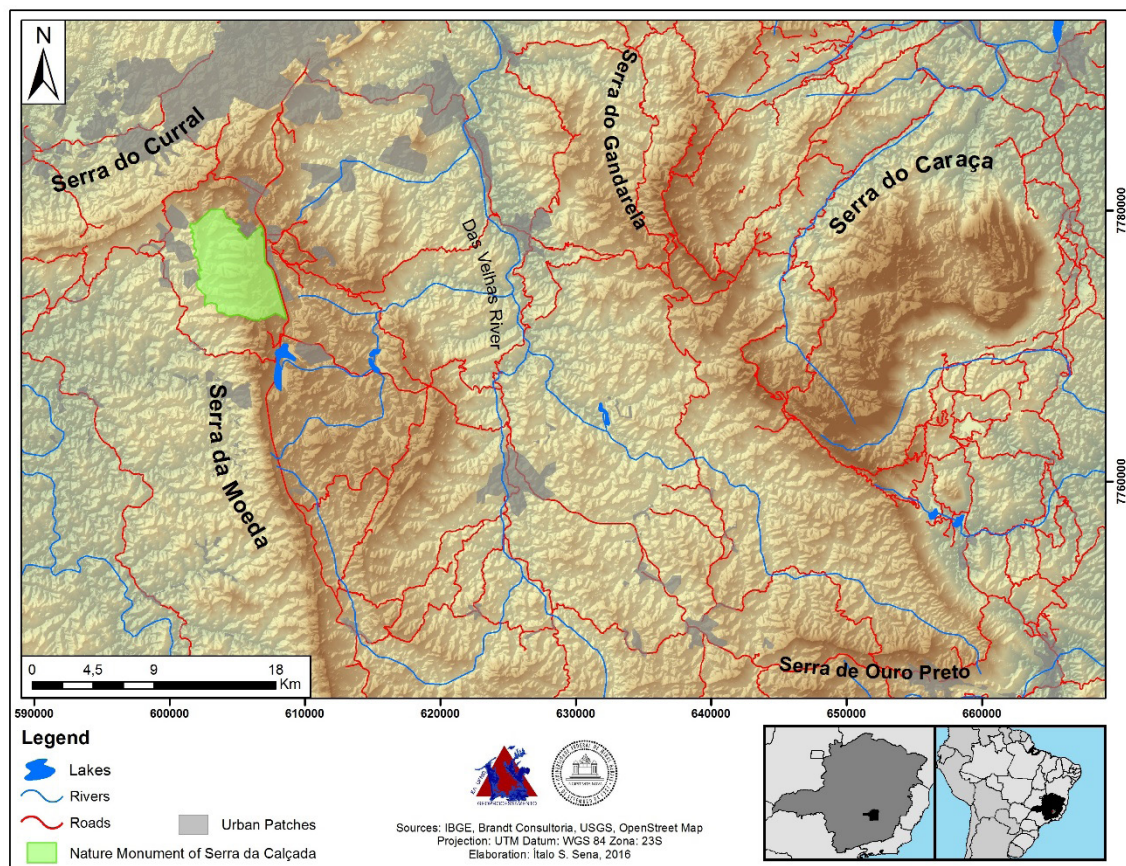 N
Serra do Curral
Serra do Gandarela
Serra do Caraça
Das Velhas River
Serra da Moeda
Serra de Ouro Preto
7780000
7760000
0 4,5 9 18
Km
590000 600000 610000 620000 630000 640000 650000 660000
Legend
Lakes
Rivers
Roads
Urban Patches
Nature Monument of Serra da Calçada
Sources: IBGE, Brandt Consultoria, USGS, OpenStreet Map
Projection: UTM Datum: WGS 84 Zona: 23S
Elaboration: Ítalo S. Sena, 2016